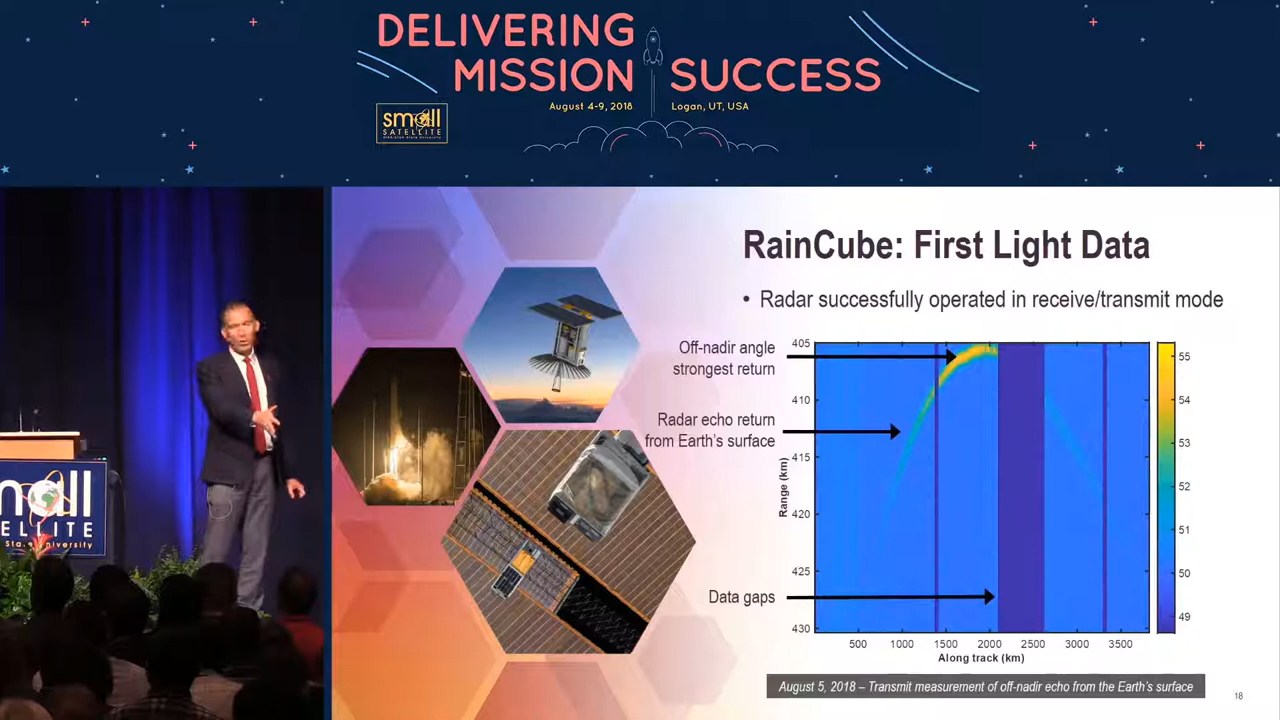 DELIVERING
MISSION SUCCESS
August 4-9, 2018 Logan, UT, USA
small
SATELLITE
RainCube: First Light Data
• Radar successfully operated in receive/transmit mode
Off-nadir angle
strongest return
Radar echo return
from Earth's surface
Data gaps
Range (km)
405
410
415
420
425
430
500 1000 1500 2000 2500 3000 3500
Along track (km)
55
54
53
52
51
50
49
August 5, 2018 – Transmit measurement of off-nadir echo from the Earth's surface
18
small
ELLITE
State University